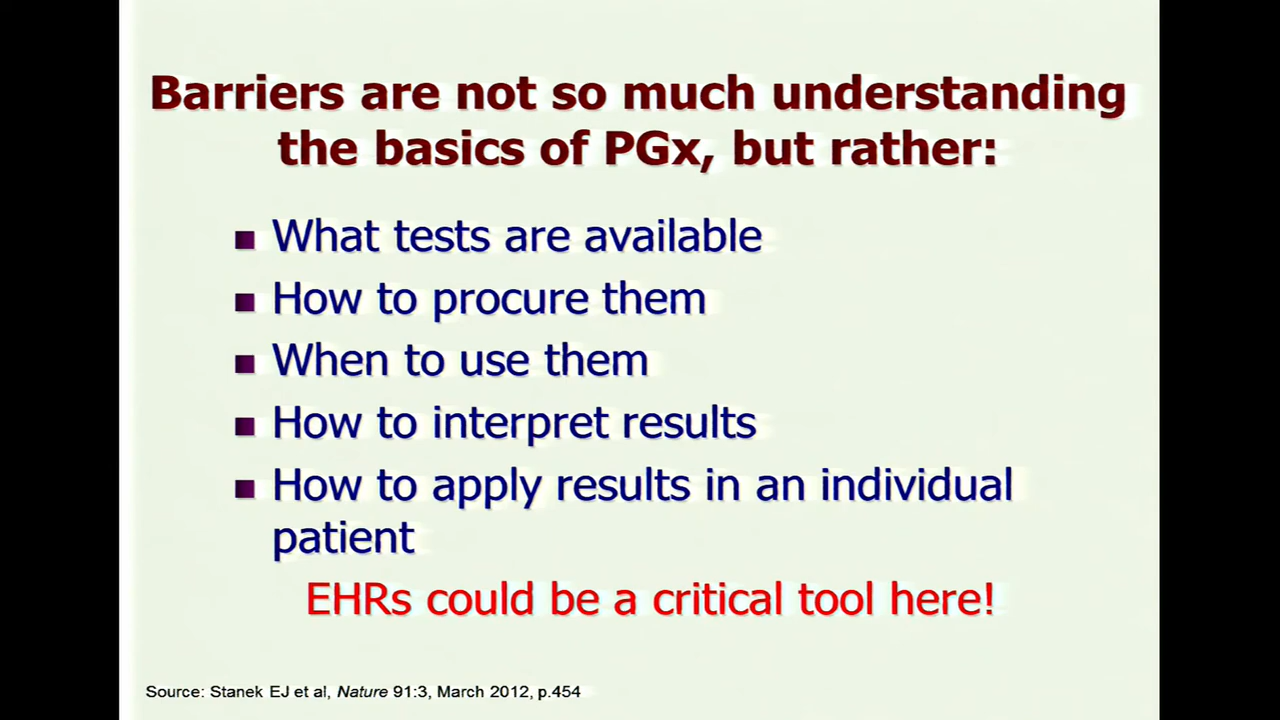 Barriers are not so much understanding
the basics of PGx, but rather:
What tests are available
How to procure them
When to use them
How to interpret results
How to apply results in an individual
patient
EHRs could be a critical tool here!
Source: Stanek EJ et al, Nature 91:3, March 2012, p.454